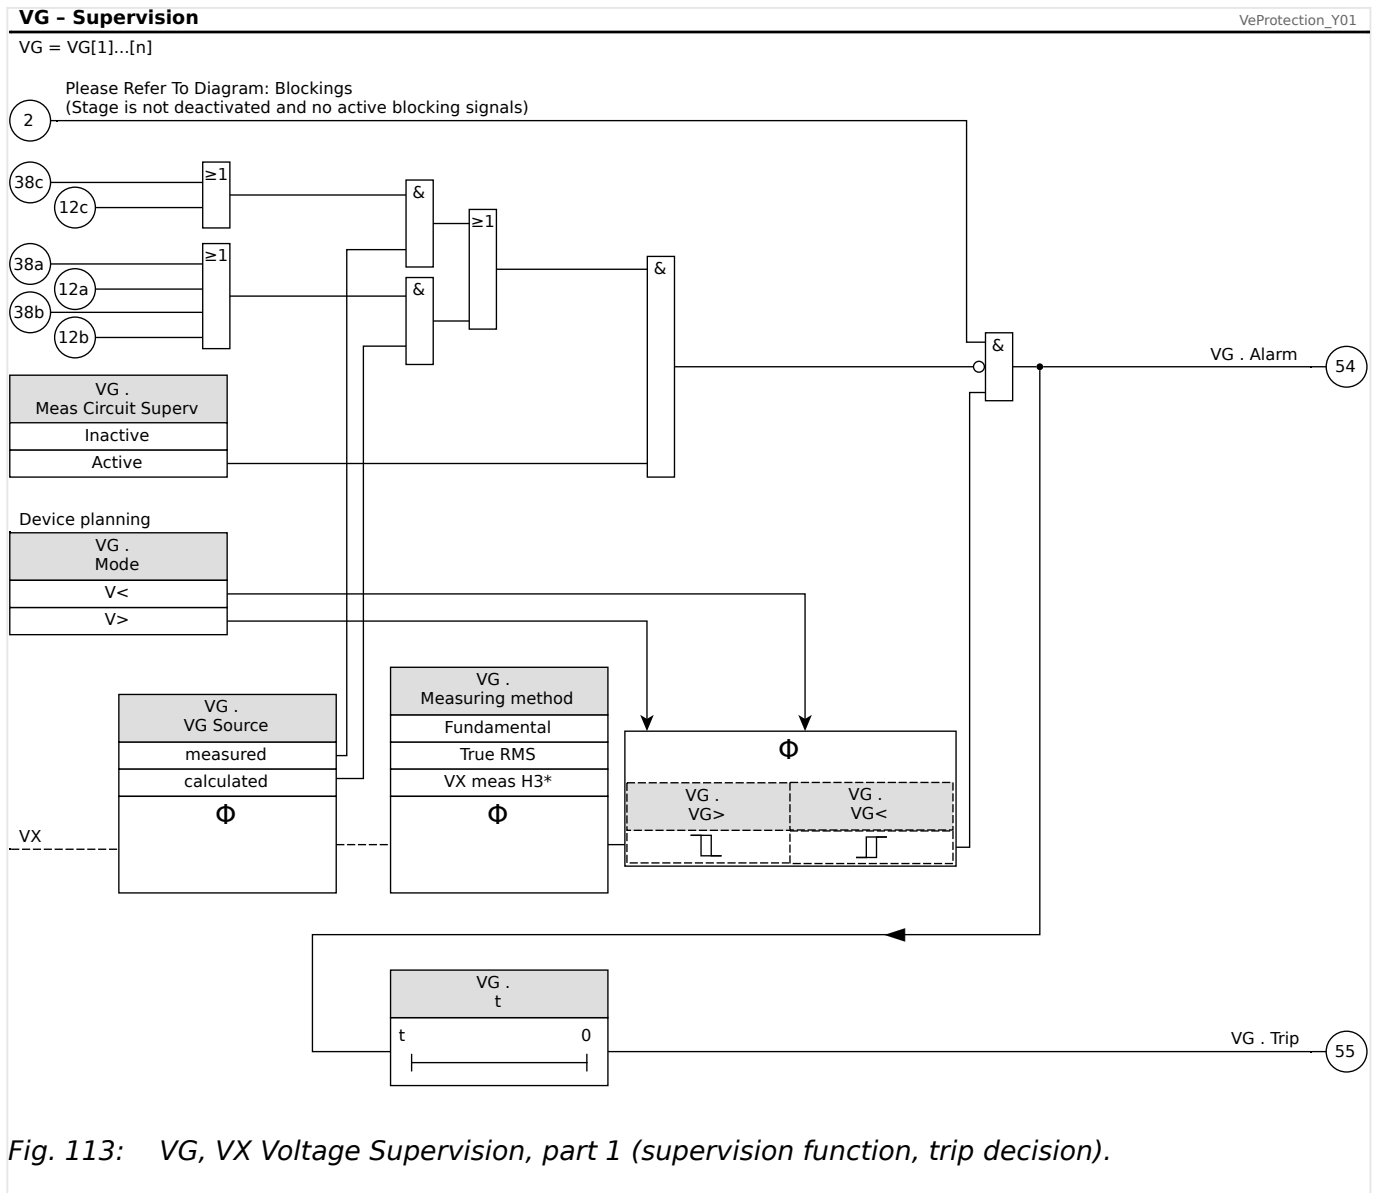 VG – Supervision
VeProtection_Y01
VG = VG[1]...[n]
Please Refer To Diagram: Blockings
(Stage is not deactivated and no active blocking signals)
2
38c
≥1
12c
&
≥1
38a
≥1
12a
&
&
38b
12b
&
VG . Alarm
54
VG .
Meas Circuit Superv
Inactive
Active
Device planning
VG .
Mode
V<
V>
VG .
VG Source
measured
calculated
Φ
VX
VG .
Measuring method
Fundamental
True RMS
VX meas H3*
Φ
Φ
VG .
VG>
VG .
VG<
VG .
t
t
0
VG . Trip
55
Fig. 113: VG, VX Voltage Supervision, part 1 (supervision function, trip decision).